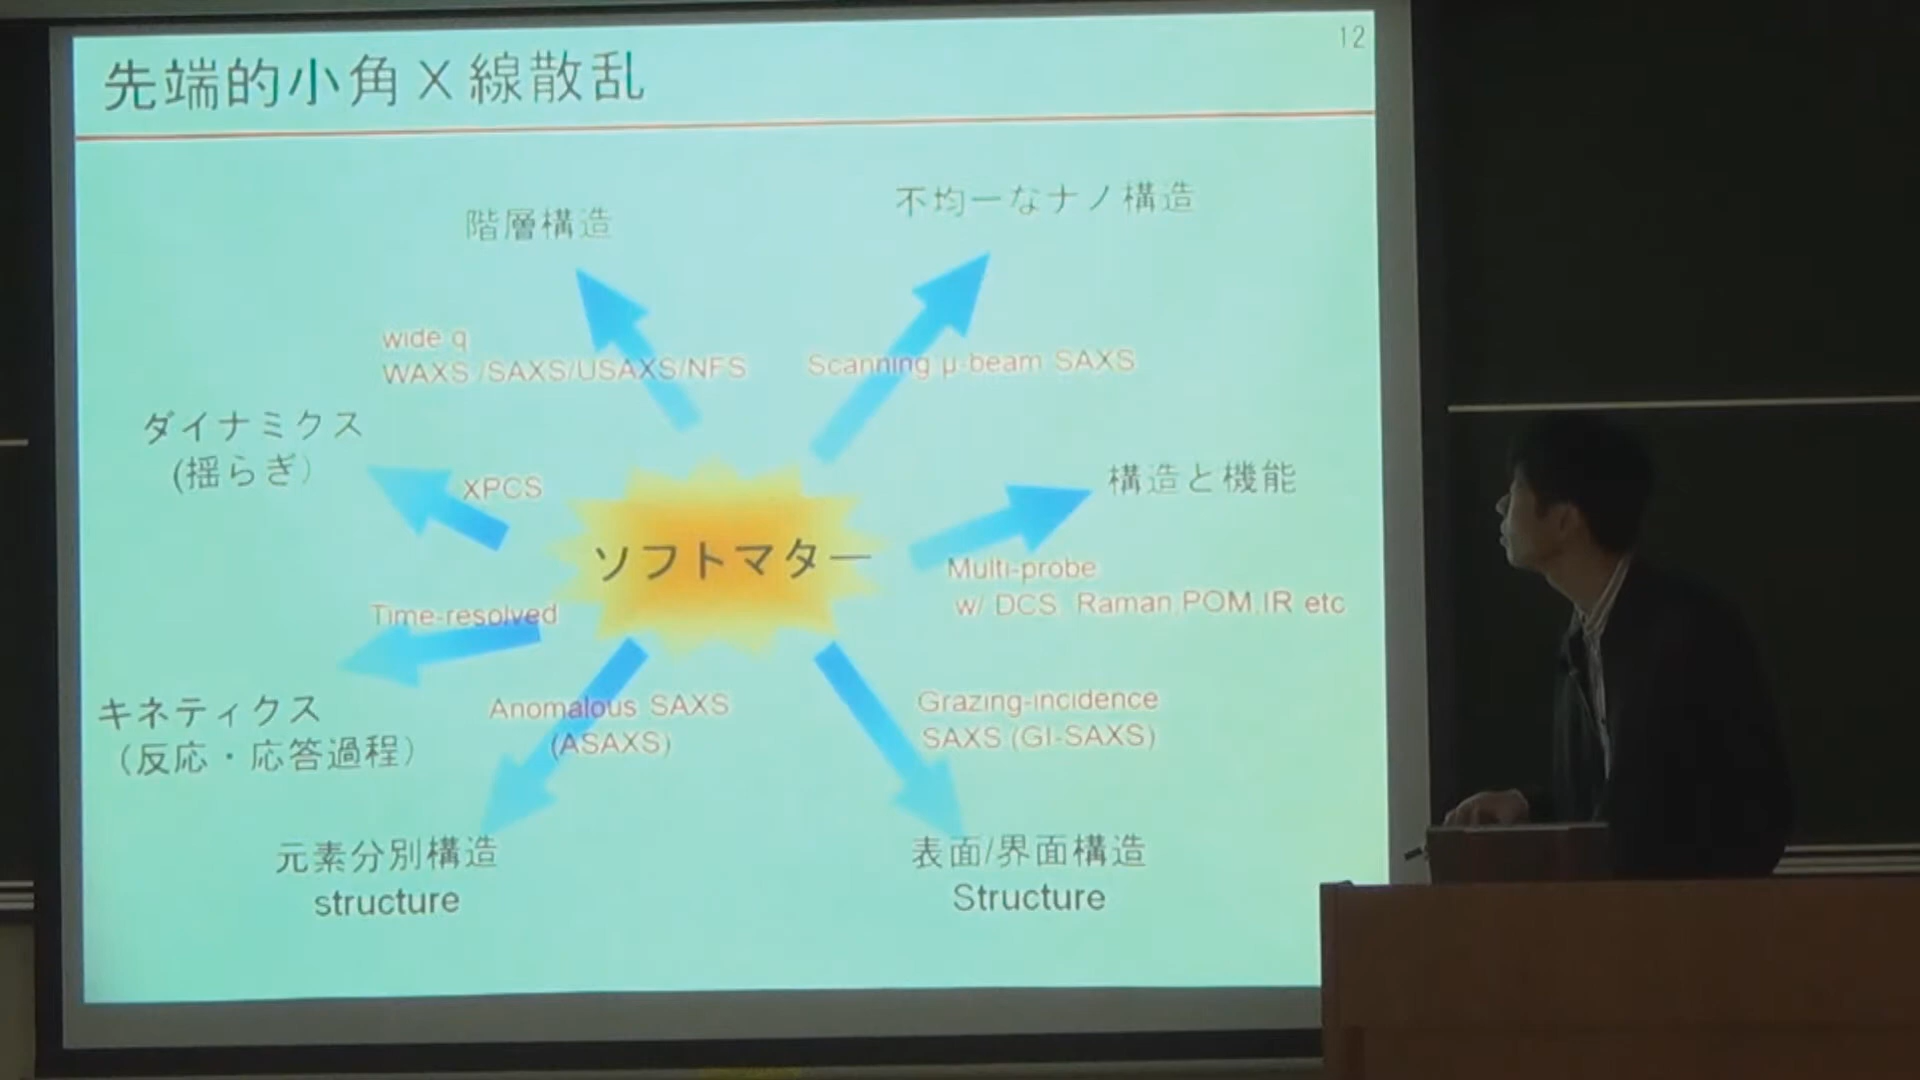 12
先端的小角X線散乱
階層構造
不均一なナノ構造
wide q
WAXS /SAXS/USAXS/NFS
Scanning μ-beam SAXS
ダイナミクス
(揺らぎ)
XPCS
構造と機能
ソフトマター
Multi-probe
w/ DCS, Raman,POM,IR etc
Time-resolved
キネティクス
(反応・応答過程)
Anomalous SAXS
(ASAXS)
Grazing-incidence
SAXS (GI-SAXS)
元素分別構造
structure
表面/界面構造
Structure